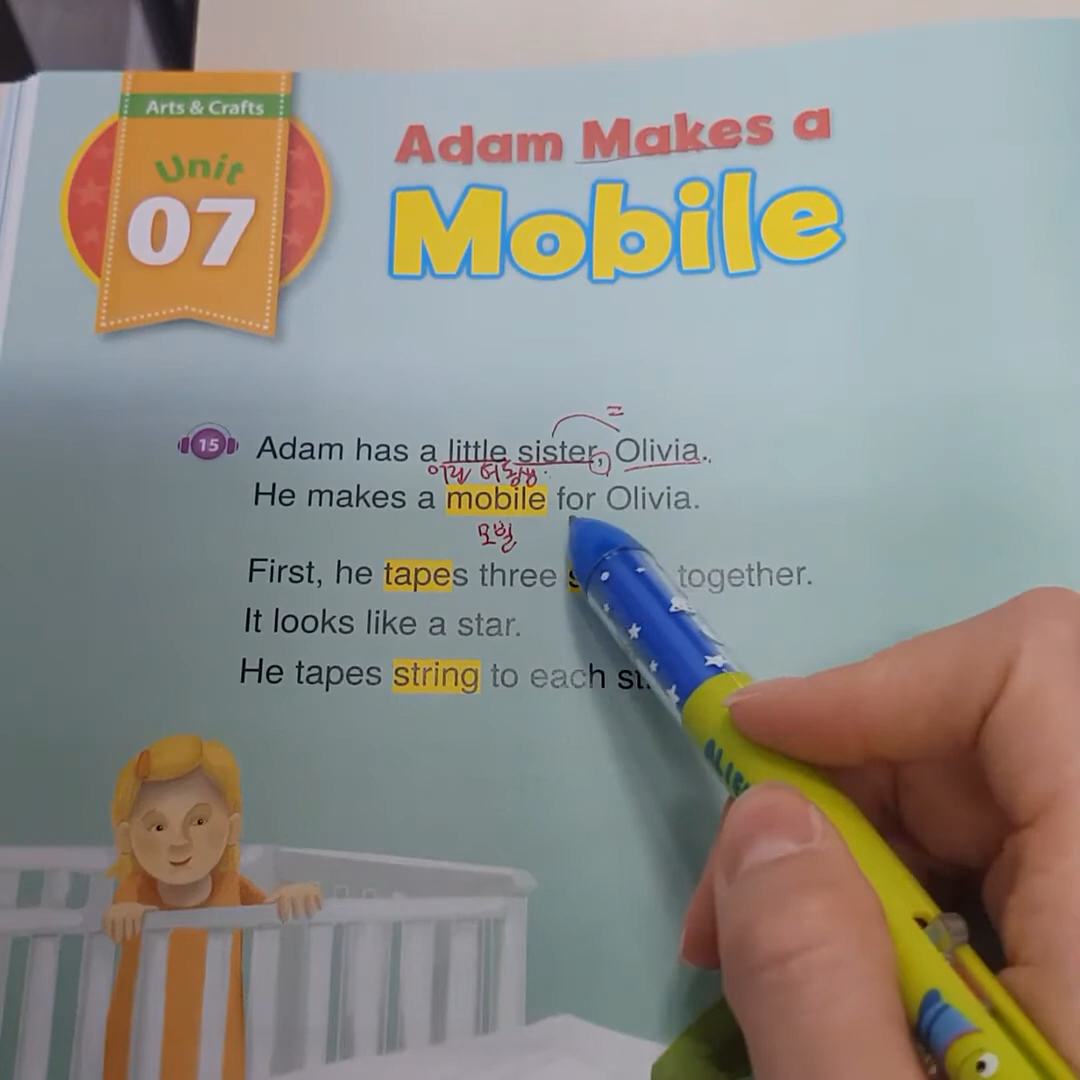 Arts & Crafts
Unit
07
Adam Makes a
Mobile
=
15 Adam has a little sister, Olivia.
어린 여동생.
He makes a mobile for Olivia.
모빌
First, he tapes three together.
It looks like a star.
He tapes string to each